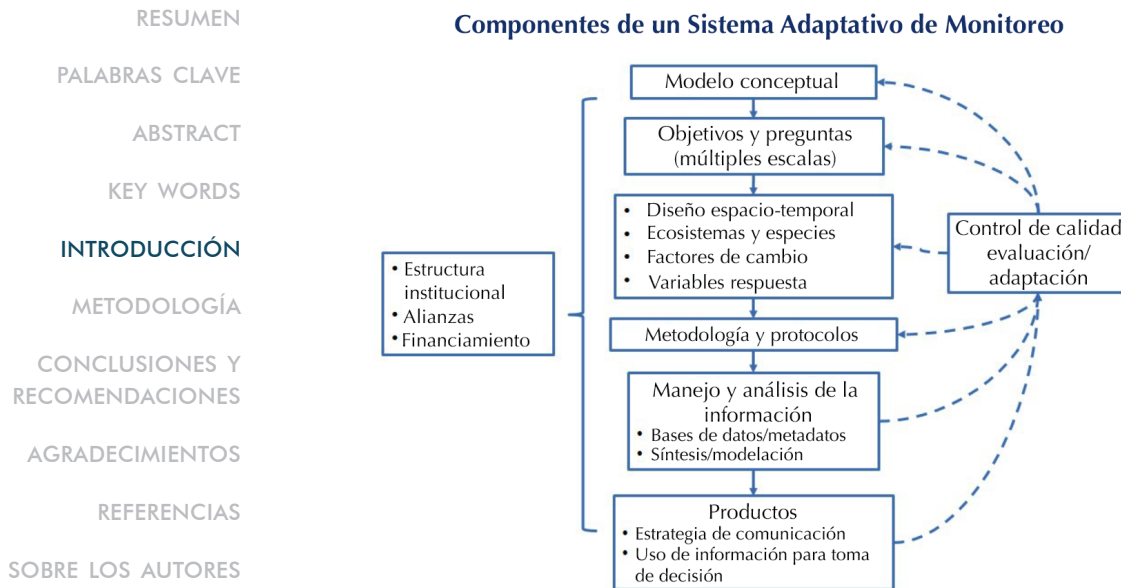 RESUMEN
PALABRAS CLAVE
ABSTRACT
KEY WORDS
INTRODUCCIÓN
METODOLOGÍA
CONCLUSIONES Y
RECOMENDACIONES
AGRADECIMIENTOS
REFERENCIAS
SOBRE LOS AUTORES
Componentes de un Sistema Adaptativo de Monitoreo
• Estructura
institucional
• Alianzas
• Financiamiento
Modelo conceptual
Objetivos y preguntas
(múltiples escalas)
• Diseño espacio-temporal
• Ecosistemas y especies
• Factores de cambio
• Variables respuesta
Metodología y protocolos
Manejo y análisis de la
información
• Bases de datos/metadatos
• Síntesis/modelación
Productos
• Estrategia de comunicación
• Uso de información para toma
de decisión
Control de calidad
evaluación/
adaptación